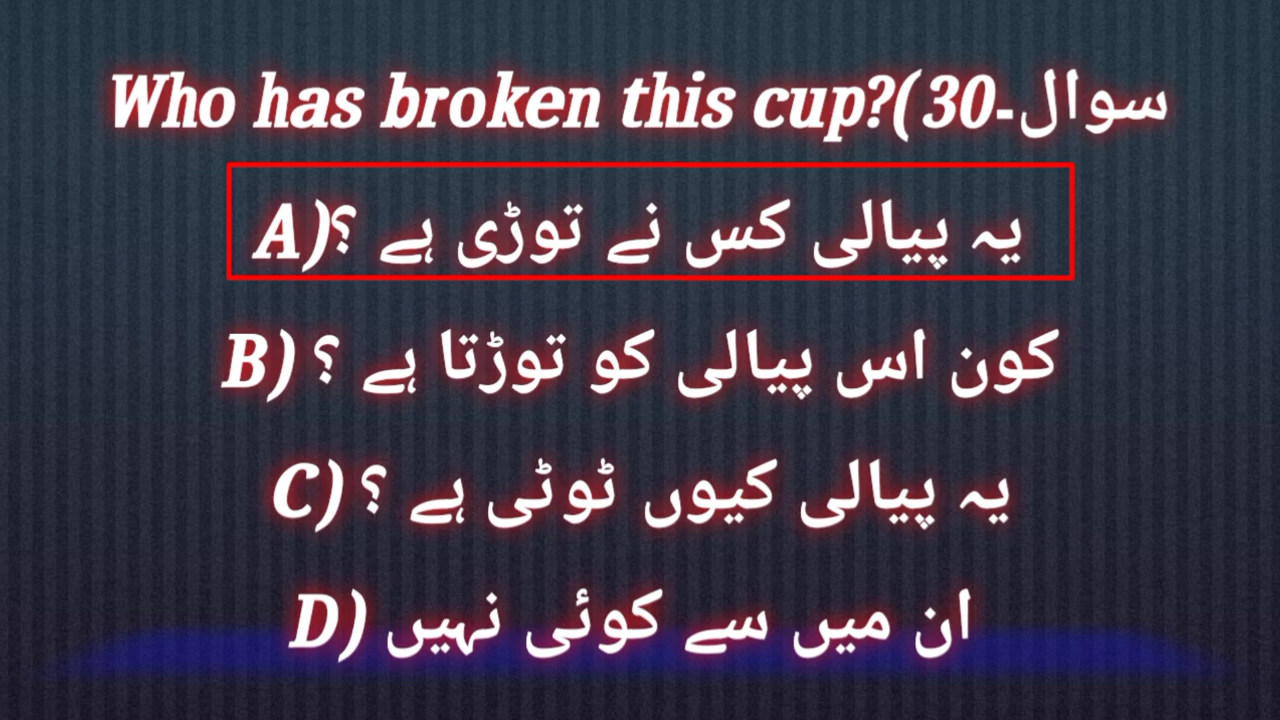 Who has broken this cup?(30-سوال
A)یہ پیالی کس نے توڑی ہے ؟
B) کون اس پیالی کو توڑتا ہے ؟
C) یہ پیالی کیوں ٹوٹی ہے ؟
D) ان میں سے کوئی نہیں